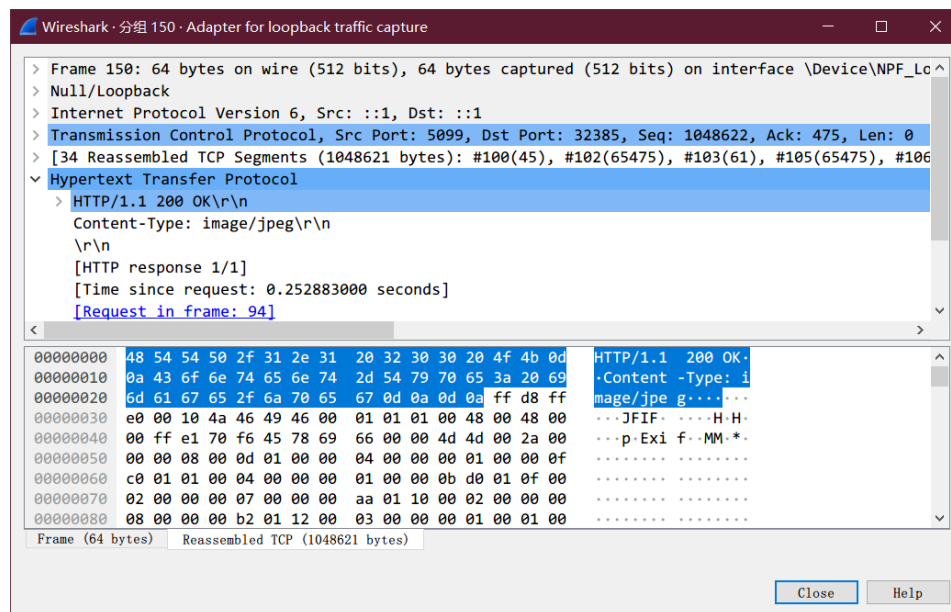 Wireshark · 分组 150 · Adapter for loopback traffic capture
Frame 150: 64 bytes on wire (512 bits), 64 bytes captured (512 bits) on interface \Device\NPF_Lo
Null/Loopback
Internet Protocol Version 6, Src: ::1, Dst: ::1
Transmission Control Protocol, Src Port: 5099, Dst Port: 32385, Seq: 1048622, Ack: 475, Len: 0
[34 Reassembled TCP Segments (1048621 bytes): #100(45), #102(65475), #103(61), #105(65475), #106
Hypertext Transfer Protocol
HTTP/1.1 200 OK\r\n
Content-Type: image/jpeg\r\n
\r\n
[HTTP response 1/1]
[Time since request: 0.252883000 seconds]
[Request in frame: 94]
00000000 48 54 54 50 2f 31 2e 31 20 32 30 30 20 4f 4b 0d HTTP/1.1 200 OK·
00000010 0a 43 6f 6e 74 65 6e 74 2d 54 79 70 65 3a 20 69 ·Content -Type: i
00000020 6d 61 67 65 2f 6a 70 65 67 0d 0a 0d 0a ff d8 ff mage/jpe g·······
00000030 e0 00 10 4a 46 49 46 00 01 01 01 00 48 00 48 00 ···JFIF· ····H·H·
00000040 00 ff e1 70 f6 45 78 69 66 00 00 4d 4d 00 2a 00 ···p·Exi f··MM·*·
00000050 00 00 08 00 0d 01 00 00 04 00 00 00 01 00 00 0f ········ ········
00000060 c0 01 01 00 04 00 00 00 01 00 00 0b d0 01 0f 00 ········ ········
00000070 02 00 00 00 07 00 00 00 aa 01 10 00 02 00 00 00 ········ ········
00000080 08 00 00 00 b2 01 12 00 03 00 00 00 01 00 01 00 ········ ········
Frame (64 bytes) Reassembled TCP (1048621 bytes)
Close Help